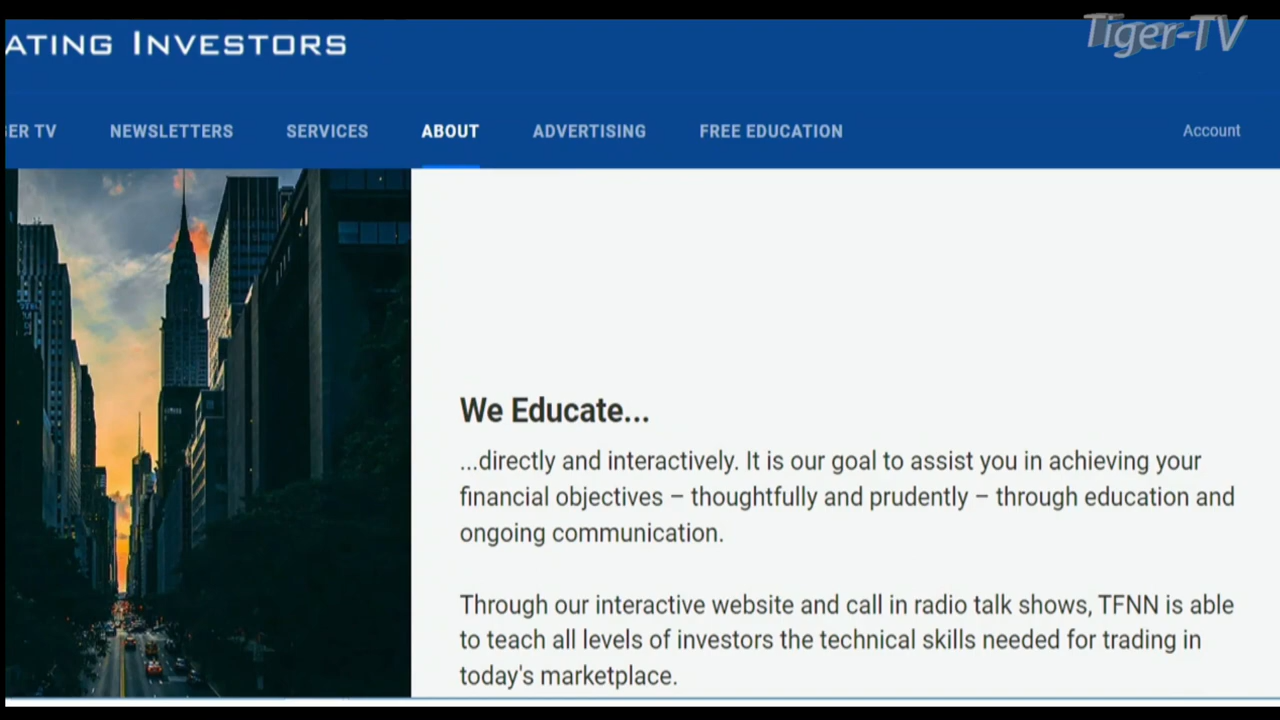 Tiger-TV
ATING INVESTORS
ER TV NEWSLETTERS SERVICES ABOUT ADVERTISING FREE EDUCATION Account
We Educate...
...directly and interactively. It is our goal to assist you in achieving your
financial objectives – thoughtfully and prudently – through education and
ongoing communication.
Through our interactive website and call in radio talk shows, TFNN is able
to teach all levels of investors the technical skills needed for trading in
today's marketplace.